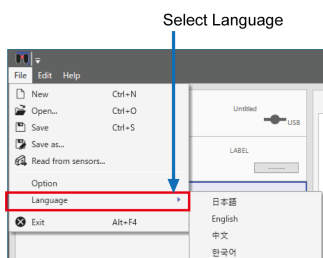 Select Language
File Edit Help
New Ctrl+N
Open... Ctrl+O
Save Ctrl+S
Save as...
Read from sensors...
Option
Language
Exit Alt+F4
Untitled
USB
LABEL
日本語
English
中文
한국어